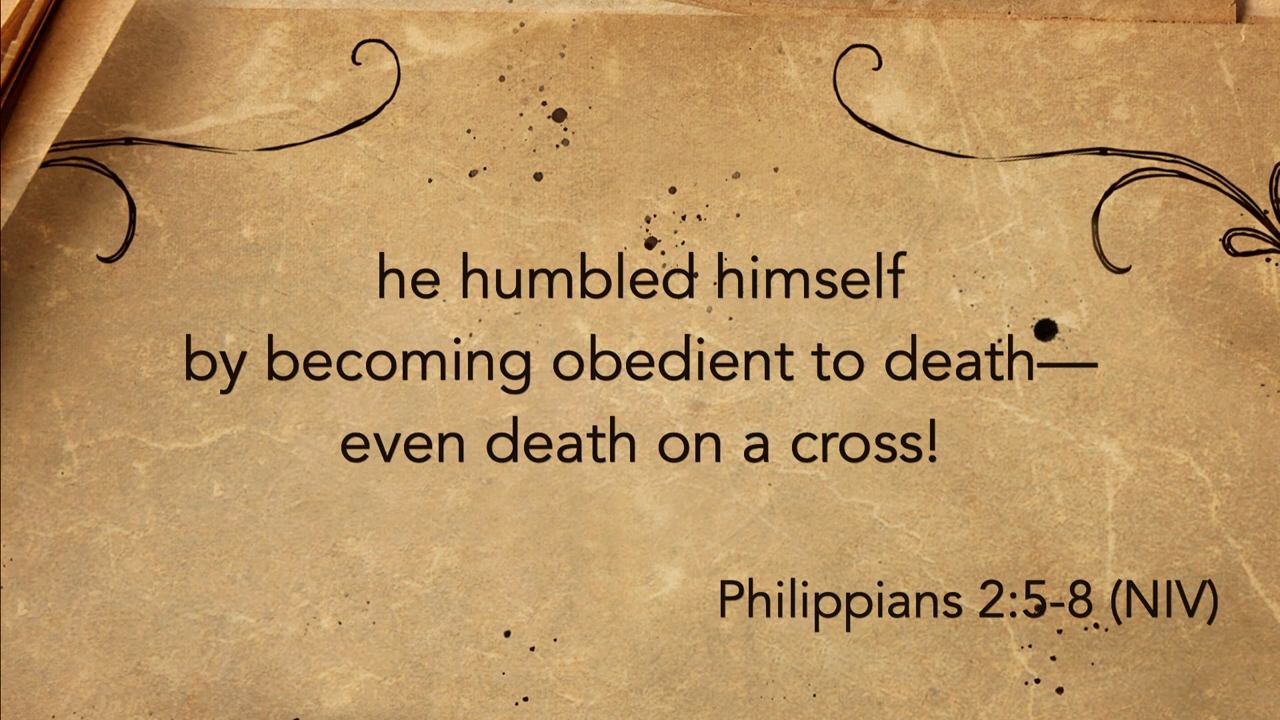 he humbled himself
by becoming obedient to death—
even death on a cross!
Philippians 2:5-8 (NIV)